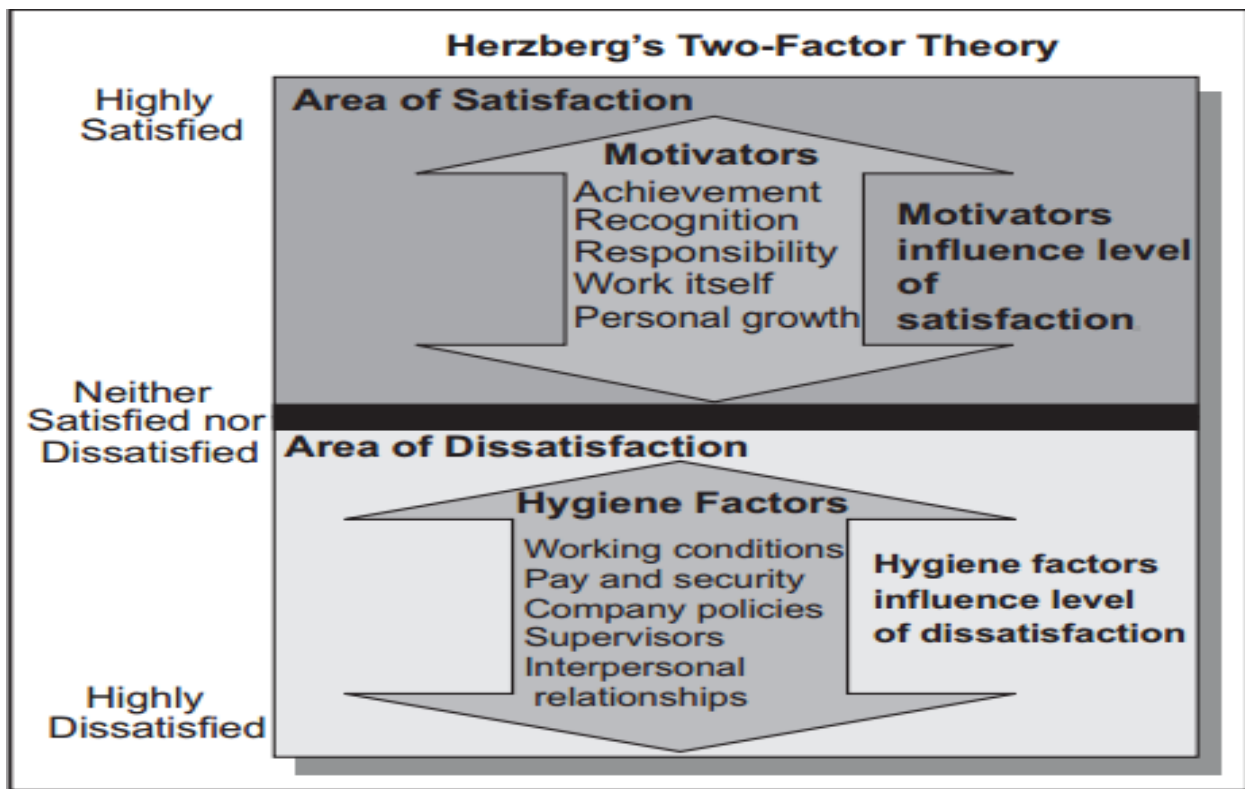 Herzberg's Two-Factor Theory
Highly
Satisfied
Area of Satisfaction
Motivators
Achievement
Recognition
Responsibility
Work itself
Personal growth
Motivators
influence level
of
satisfaction
Neither
Satisfied nor
Dissatisfied
Area of Dissatisfaction
Hygiene Factors
Working conditions
Pay and security
Company policies
Supervisors
Interpersonal
relationships
Hygiene factors
influence level
of dissatisfaction
Highly
Dissatisfied